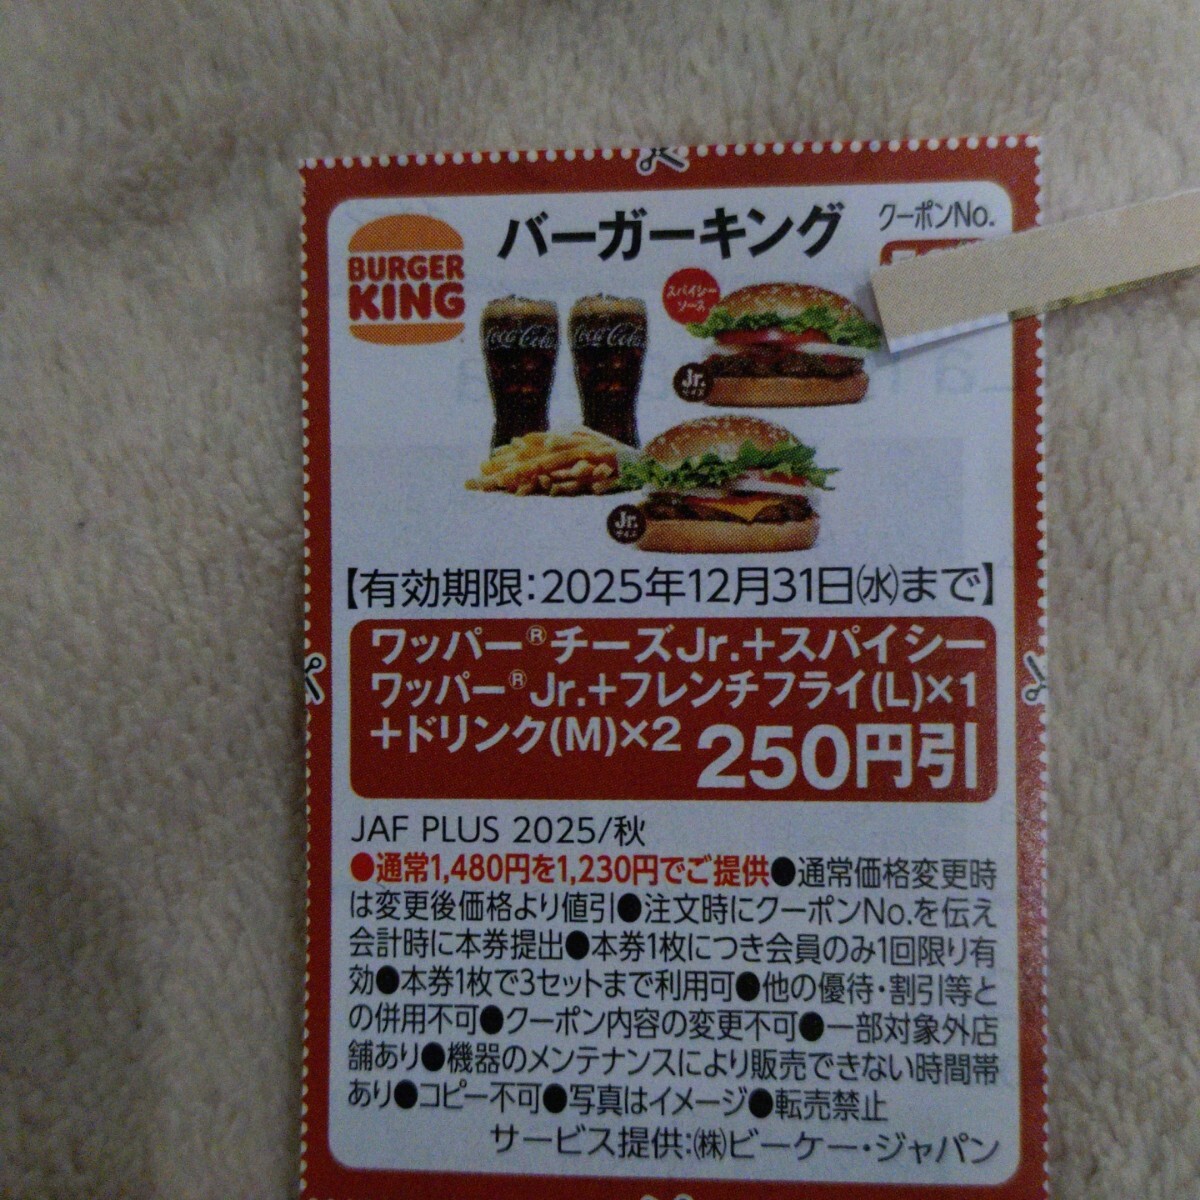 バーガーキング
クーポンNo.
BURGER
KING
スパイシー
ソース
Coca-Cola
Coca-Cola
Jr.
サイズ
Jr.
サイズ
【有効期限:2025年12月31日(水)まで】
ワッパー®チーズJr.+スパイシー
ワッパー®Jr.+フレンチフライ(L)×1
+ドリンク(M)×2 250円引
JAF PLUS 2025/秋
●通常1,480円を1,230円でご提供●通常価格変更時
は変更後価格より値引●注文時にクーポンNo.を伝え
会計時に本券提出●本券1枚につき会員のみ1回限り有
効●本券1枚で3セットまで利用可●他の優待・割引等と
の併用不可●クーポン内容の変更不可●一部対象外店
舗あり●機器のメンテナンスにより販売できない時間帯
あり●コピー不可●写真はイメージ●転売禁止
サービス提供:(株)ビーケー・ジャパン